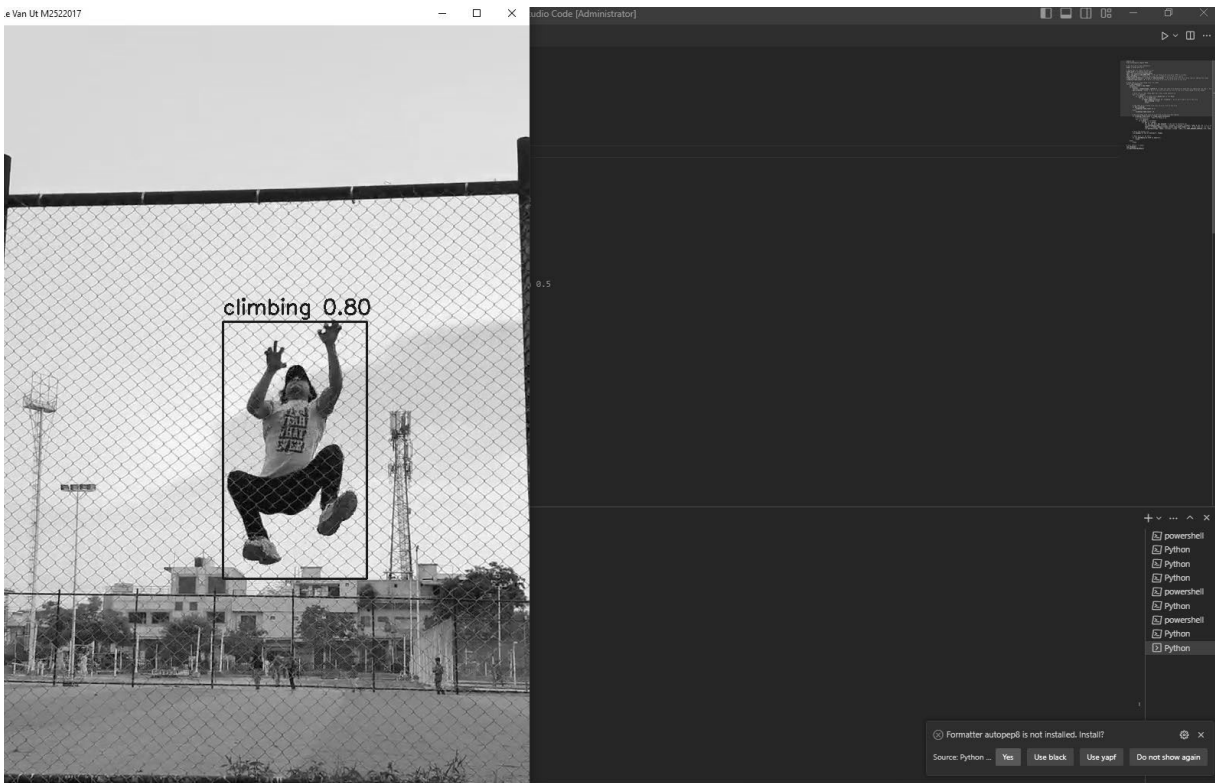 .e Van Ut M2522017
udio Code [Administrator]
0.5
climbing 0.80
EVER!
powershell
Python
Python
Python
powershell
Python
powershell
Python
Python
Formatter autopep8 is not installed. Install?
Source: Python ...
Yes
Use black
Use yapf
Do not show again